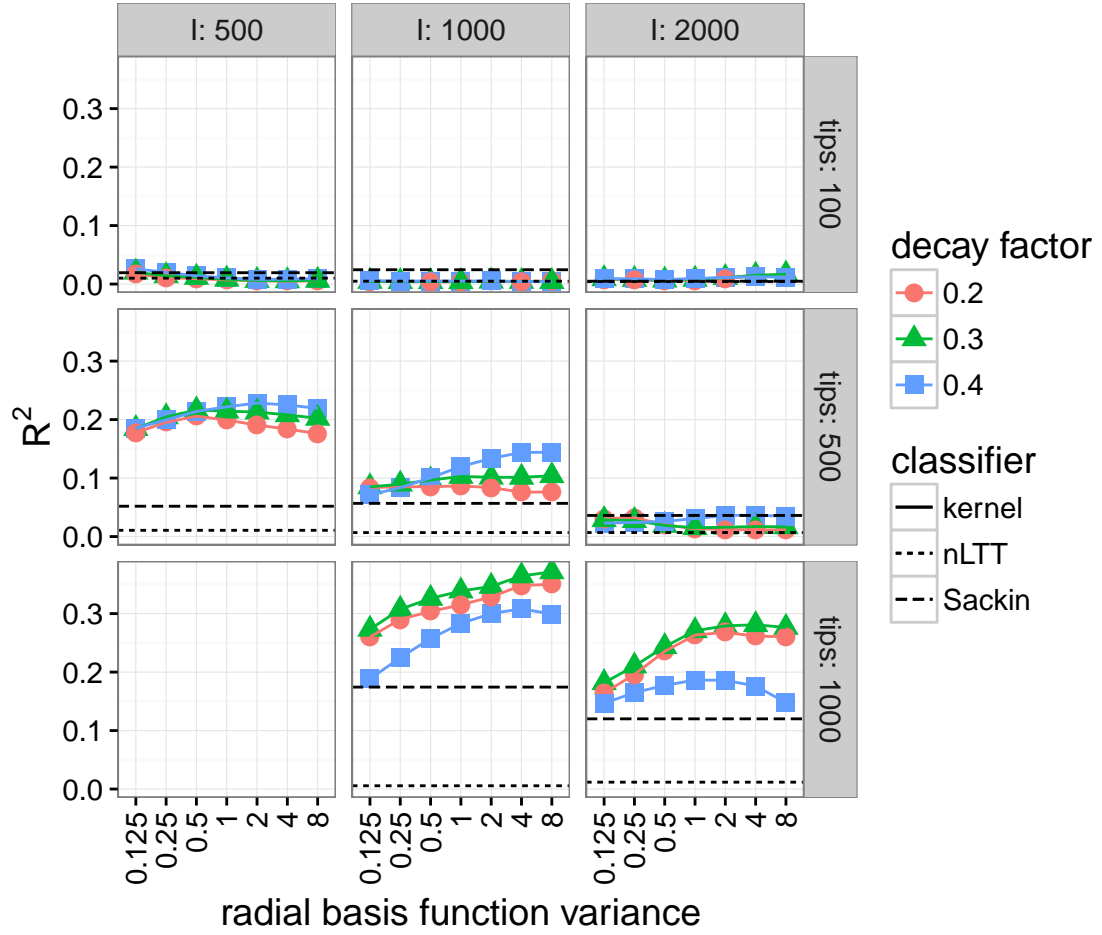 I: 500
I: 1000
I: 2000
0.3
0.2
0.1
0.0
tips: 100
0.3
0.2
0.1
0.0
tips: 500
0.3
0.2
0.1
0.0
tips: 1000
R²
0.125
0.25
0.5
1
2
4
8
0.125
0.25
0.5
1
2
4
8
0.125
0.25
0.5
1
2
4
8
radial basis function variance
decay factor
0.2
0.3
0.4
classifier
kernel
nLTT
Sackin